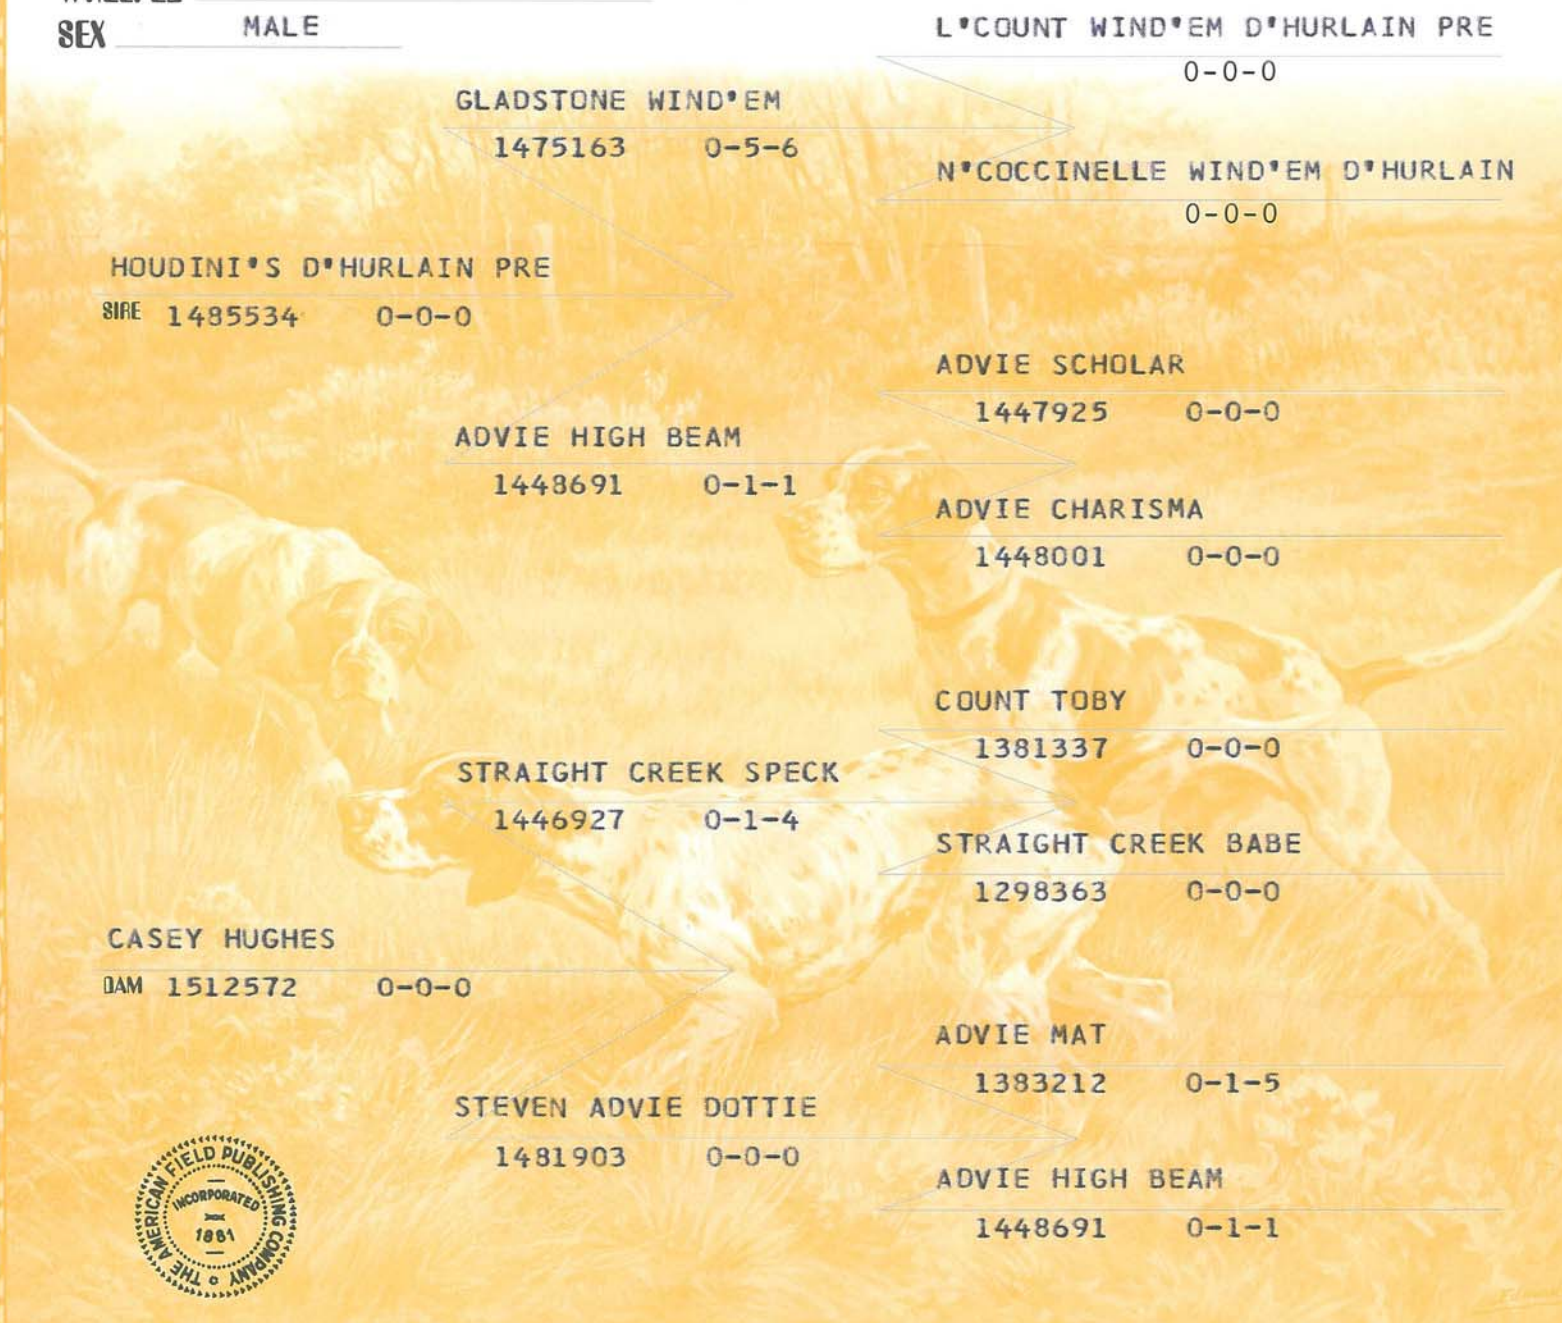 SEX MALE
L'COUNT WIND'EM D'HURLAIN PRE
0-0-0
GLADSTONE WIND'EM
1475163 0-5-6
N'COCCINELLE WIND'EM D'HURLAIN
0-0-0
HOUDINI'S D'HURLAIN PRE
SIRE 1485534 0-0-0
ADVIE SCHOLAR
1447925 0-0-0
ADVIE HIGH BEAM
1448691 0-1-1
ADVIE CHARISMA
1448001 0-0-0
COUNT TOBY
1381337 0-0-0
STRAIGHT CREEK SPECK
1446927 0-1-4
STRAIGHT CREEK BABE
1298363 0-0-0
CASEY HUGHES
DAM 1512572 0-0-0
ADVIE MAT
1383212 0-1-5
STEVEN ADVIE DOTTIE
1481903 0-0-0
ADVIE HIGH BEAM
1448691 0-1-1
THE AMERICAN FIELD PUBLISHING COMPANY
INCORPORATED
1881